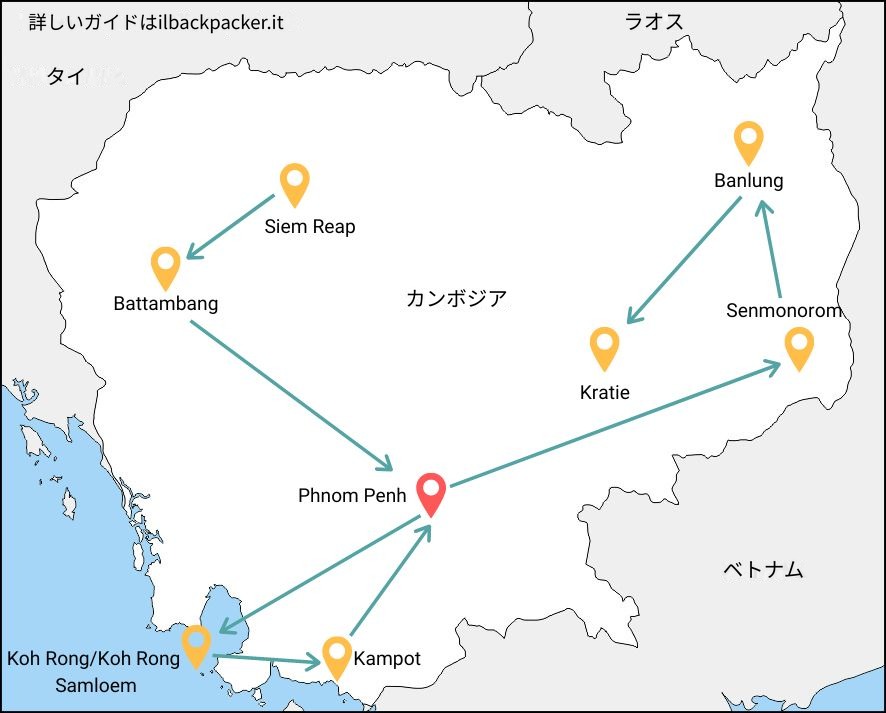 詳しいガイドはilbackpacker.it
ラオス
タイ
Banlung
Siem Reap
Battambang
カンボジア
Senmonorom
Kratie
Phnom Penh
ベトナム
Koh Rong/Koh Rong
Samloem
Kampot